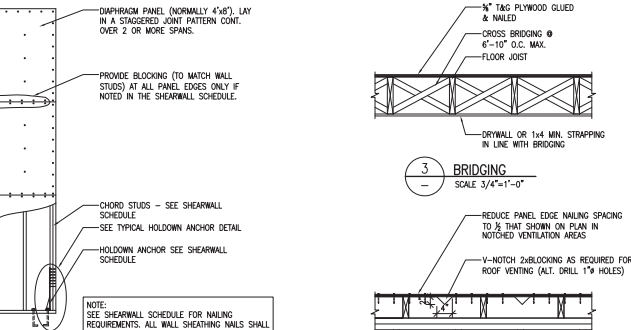 DIAPHRAGM PANEL (NORMALLY 4'x8'). LAY
IN A STAGGERED JOINT PATTERN CONT.
OVER 2 OR MORE SPANS.
PROVIDE BLOCKING (TO MATCH WALL
STUDS) AT ALL PANEL EDGES ONLY IF
NOTED IN THE SHEARWALL SCHEDULE.
CHORD STUDS – SEE SHEARWALL
SCHEDULE
SEE TYPICAL HOLDOWN ANCHOR DETAIL
HOLDOWN ANCHOR SEE SHEARWALL
SCHEDULE
NOTE:
SEE SHEARWALL SCHEDULE FOR NAILING
REQUIREMENTS. ALL WALL SHEATHING NAILS SHALL
T&G PLYWOOD GLUED
& NAILED
CROSS BRIDGING @
6'-10" O.C. MAX.
FLOOR JOIST
DRYWALL OR 1x4 MIN. STRAPPING
IN LINE WITH BRIDGING
3
BRIDGING
–
SCALE 3/4"=1'-0"
REDUCE PANEL EDGE NAILING SPACING
TO ½ THAT SHOWN ON PLAN IN
NOTCHED VENTILATION AREAS
V-NOTCH 2xBLOCKING AS REQUIRED FOR
ROOF VENTING (ALT. DRILL 1"ø HOLES)
4"